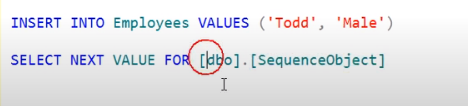 INSERT INTO Employees VALUES ('Todd', 'Male')
SELECT NEXT VALUE FOR [dbo].[SequenceObject]